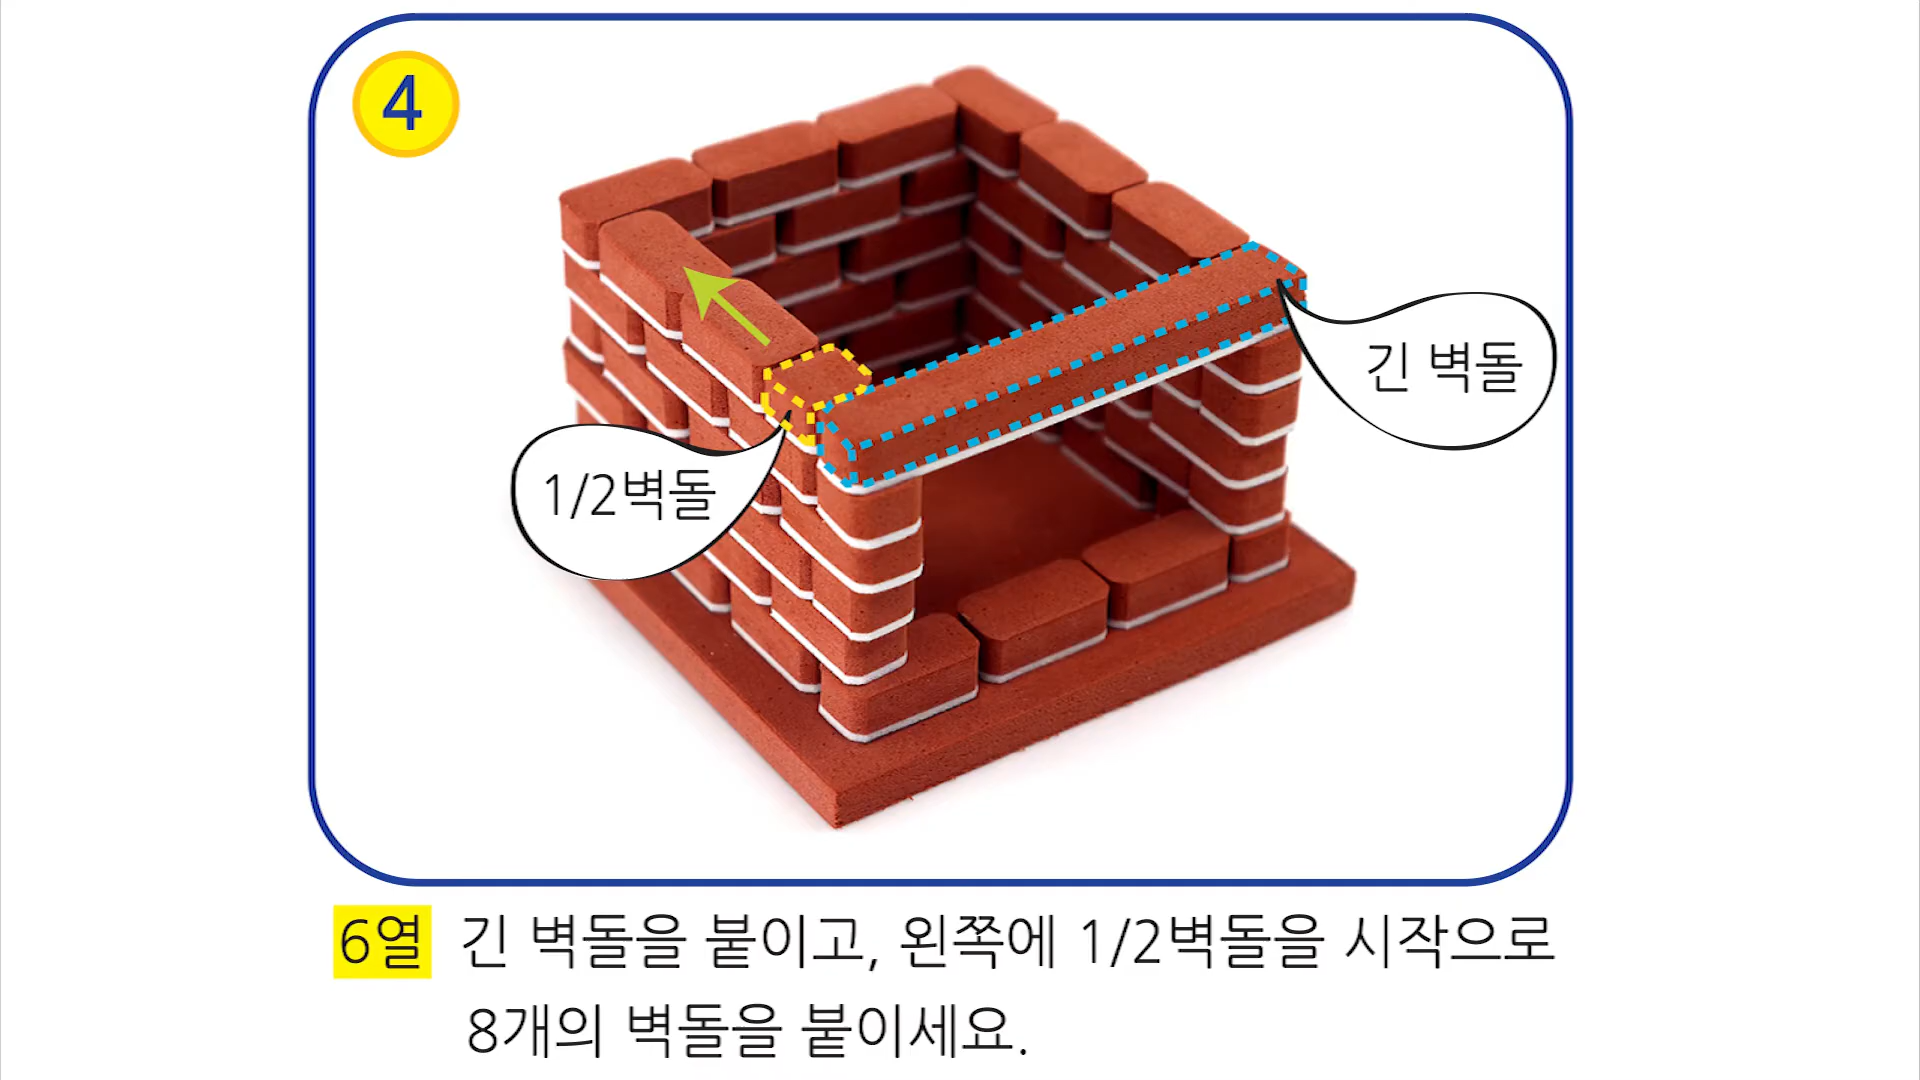 4
긴 벽돌
1/2벽돌
6열 긴 벽돌을 붙이고, 왼쪽에 1/2벽돌을 시작으로
8개의 벽돌을 붙이세요.